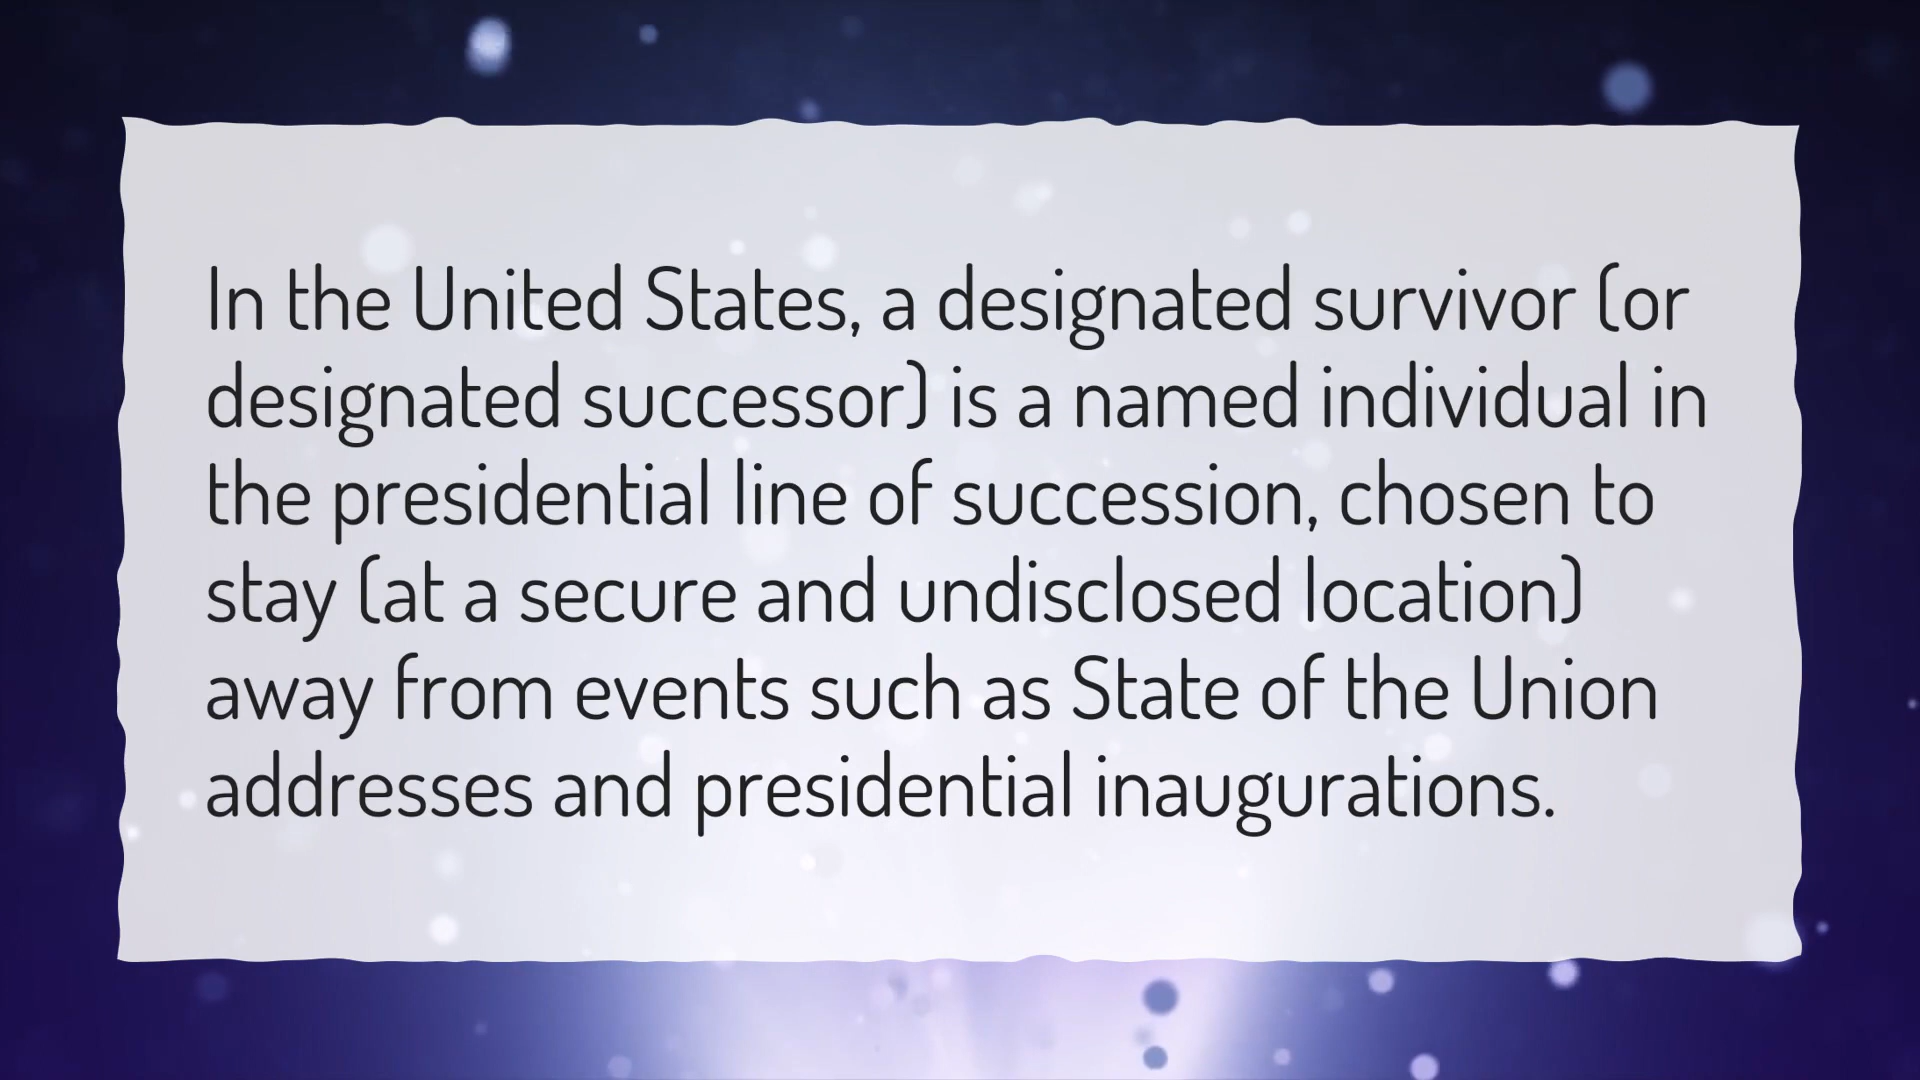 In the United States, a designated survivor (or
designated successor) is a named individual in
the presidential line of succession, chosen to
stay (at a secure and undisclosed location)
away from events such as State of the Union
addresses and presidential inaugurations.